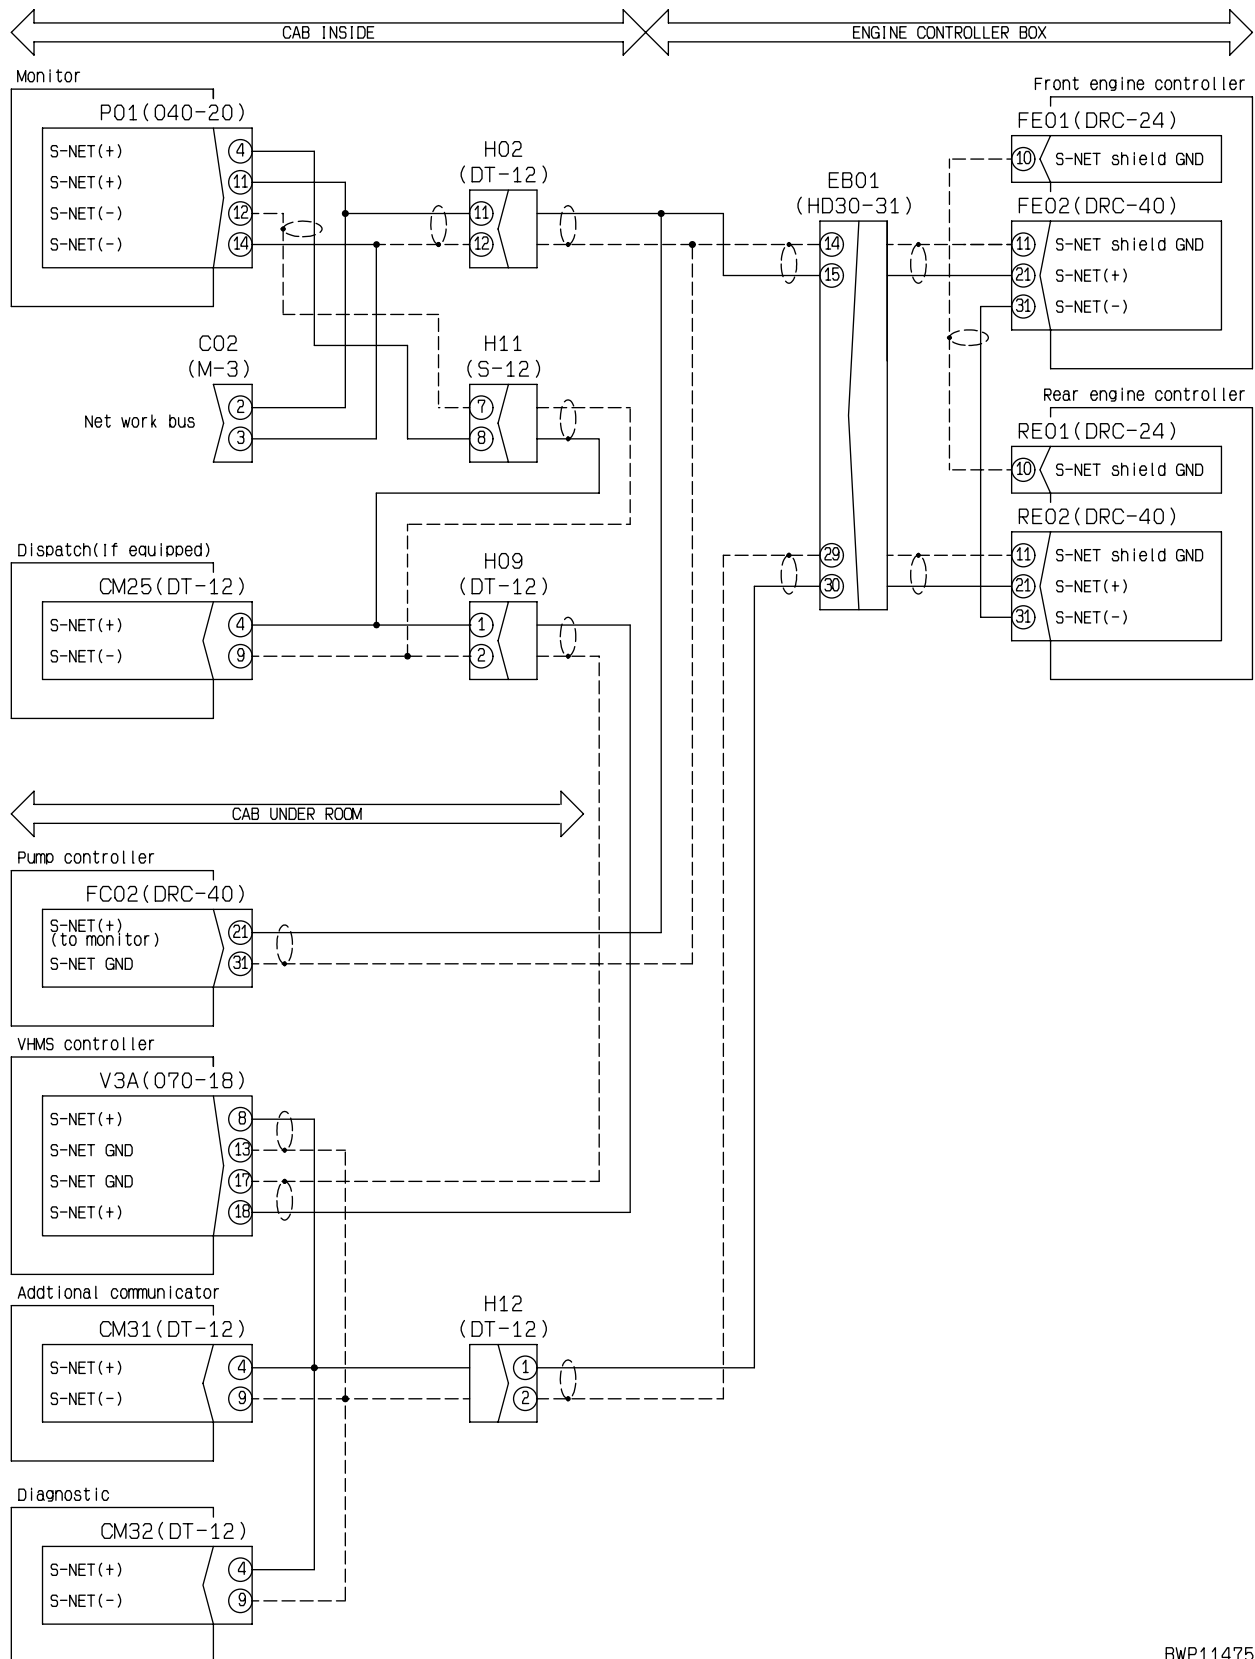 CAB INSIDE
ENGINE CONTROLLER BOX
Monitor
P01(040-20)
S-NET(+)
4
S-NET(+)
11
S-NET(-)
12
S-NET(-)
14
H02
(DT-12)
11
12
C02
(M-3)
Net work bus
2
3
H11
(S-12)
7
8
EB01
(HD30-31)
14
15
29
30
Front engine controller
FE01(DRC-24)
10
S-NET shield GND
FE02(DRC-40)
11
S-NET shield GND
21
S-NET(+)
31
S-NET(-)
Rear engine controller
RE01(DRC-24)
10
S-NET shield GND
RE02(DRC-40)
11
S-NET shield GND
21
S-NET(+)
31
S-NET(-)
Dispatch(If equipped)
CM25(DT-12)
S-NET(+)
4
S-NET(-)
9
H09
(DT-12)
1
2
CAB UNDER ROOM
Pump controller
FC02(DRC-40)
S-NET(+)
(to monitor)
21
S-NET GND
31
VHMS controller
V3A(070-18)
S-NET(+)
8
S-NET GND
13
S-NET GND
17
S-NET(+)
18
Addtional communicator
CM31(DT-12)
S-NET(+)
4
S-NET(-)
9
H12
(DT-12)
1
2
Diagnostic
CM32(DT-12)
S-NET(+)
4
S-NET(-)
9
BWP11475